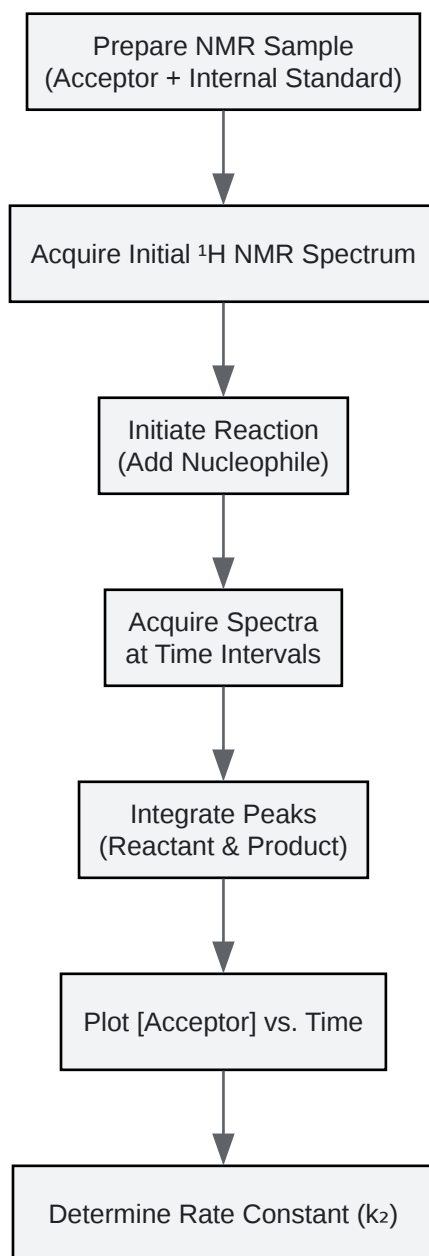 Prepare NMR Sample
(Acceptor + Internal Standard)
Acquire Initial ¹H NMR Spectrum
Initiate Reaction
(Add Nucleophile)
Acquire Spectra
at Time Intervals
Integrate Peaks
(Reactant & Product)
Plot [Acceptor] vs. Time
Determine Rate Constant (k₂)